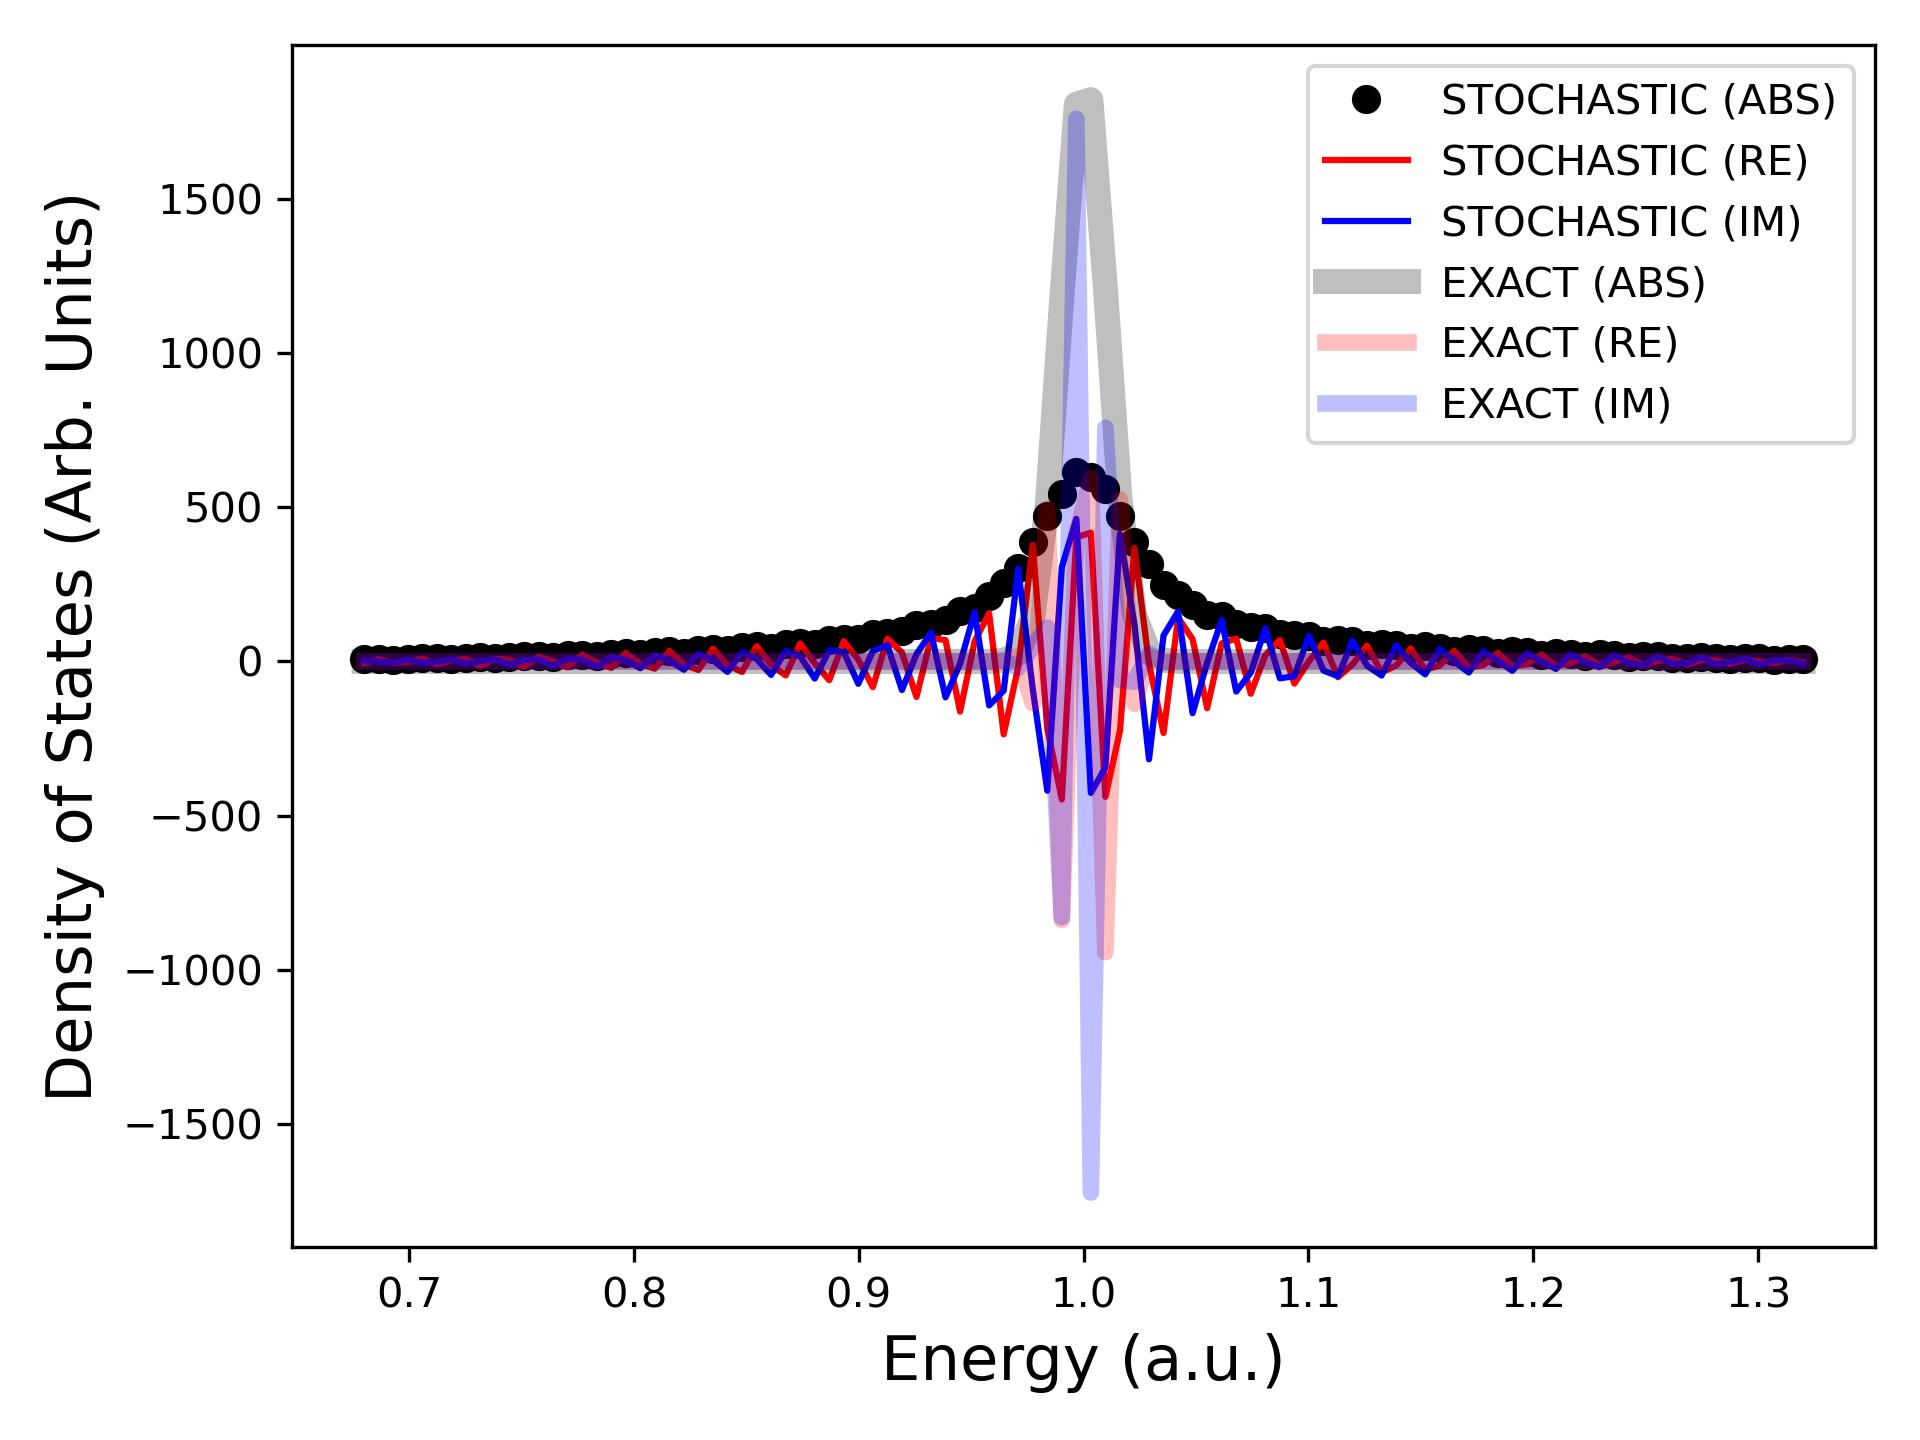 STOCHASTIC (ABS)
STOCHASTIC (RE)
STOCHASTIC (IM)
EXACT (ABS)
EXACT (RE)
EXACT (IM)
Density of States (Arb. Units)
1500
1000
500
0
−500
−1000
−1500
0.7 0.8 0.9 1.0 1.1 1.2 1.3
Energy (a.u.)